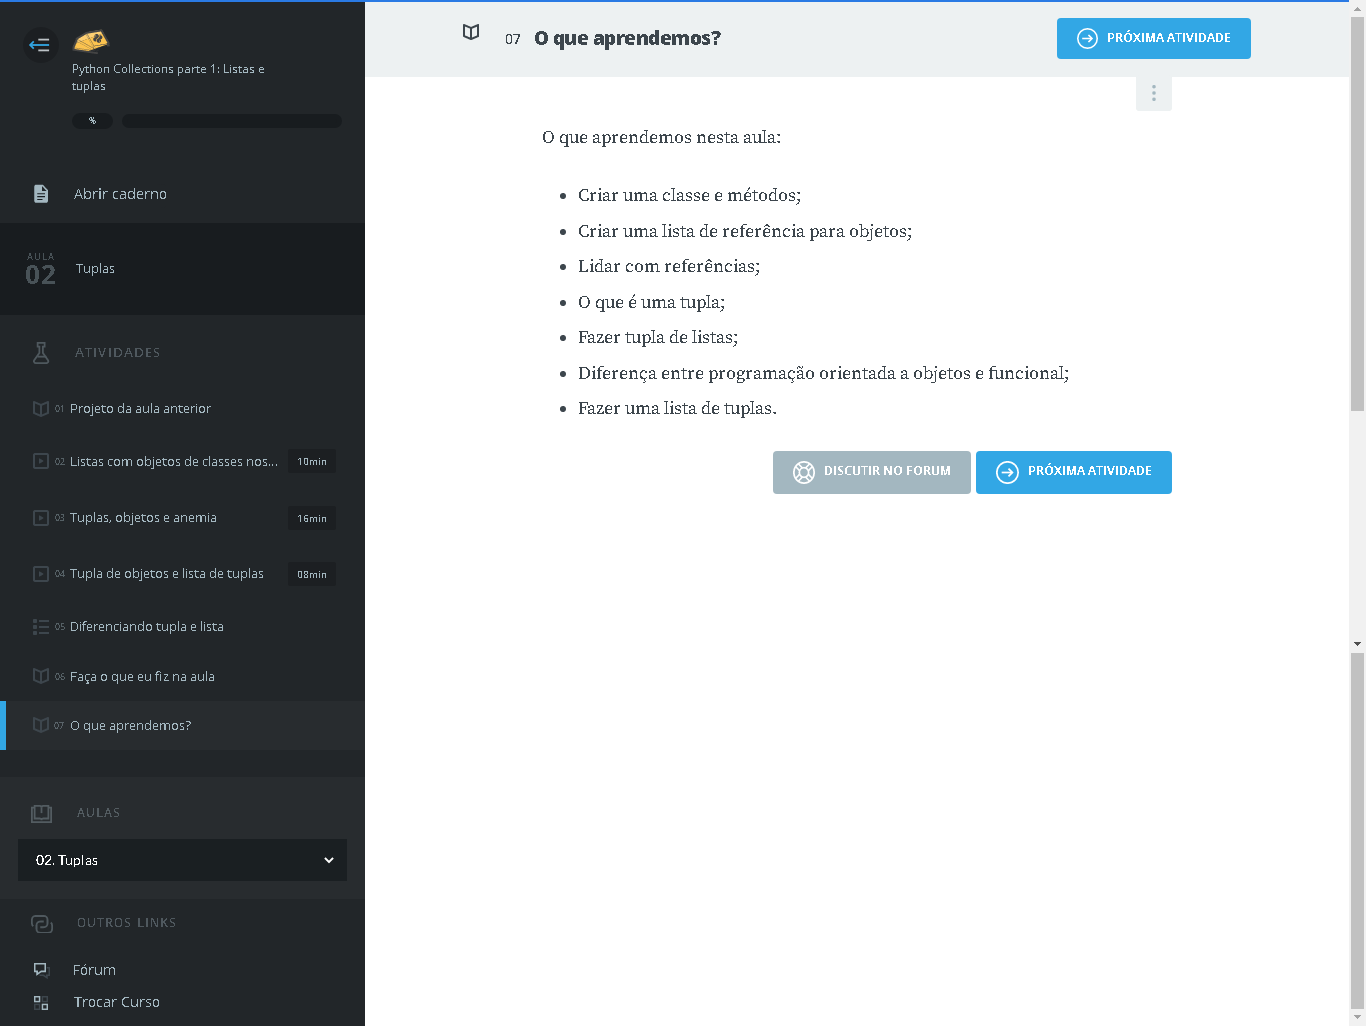 Python Collections parte 1: Listas e
tuplas
%
Abrir caderno
AULA
02
Tuplas
ATIVIDADES
01 Projeto da aula anterior
02 Listas com objetos de classes nos... 10min
03 Tuplas, objetos e anemia 16min
04 Tupla de objetos e lista de tuplas 08min
05 Diferenciando tupla e lista
06 Faça o que eu fiz na aula
07 O que aprendemos?
AULAS
02. Tuplas
OUTROS LINKS
Fórum
Trocar Curso
07 O que aprendemos?
PRÓXIMA ATIVIDADE
O que aprendemos nesta aula:
• Criar uma classe e métodos;
• Criar uma lista de referência para objetos;
• Lidar com referências;
• O que é uma tupla;
• Fazer tupla de listas;
• Diferença entre programação orientada a objetos e funcional;
• Fazer uma lista de tuplas.
DISCUTIR NO FORUM
PRÓXIMA ATIVIDADE